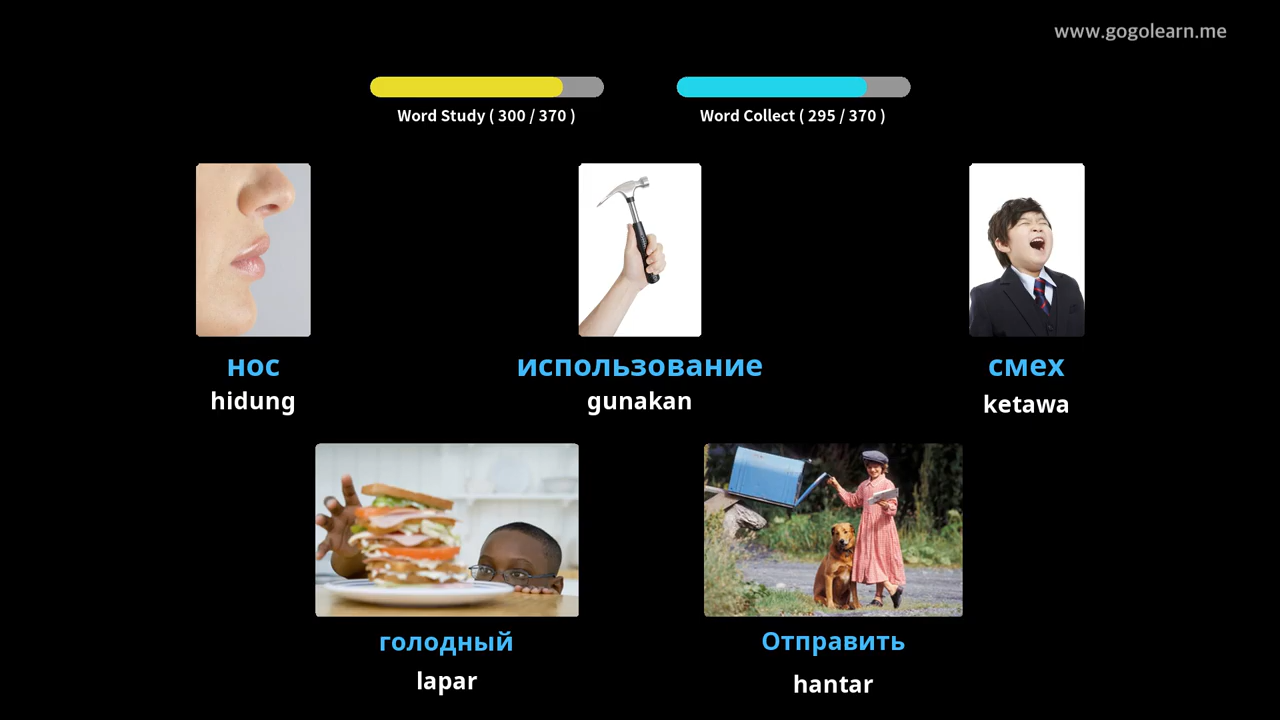 www.gogolearn.me
Word Study ( 300 / 370 )
Word Collect ( 295 / 370 )
нос
hidung
использование
gunakan
смех
ketawa
голодный
lapar
Отправить
hantar